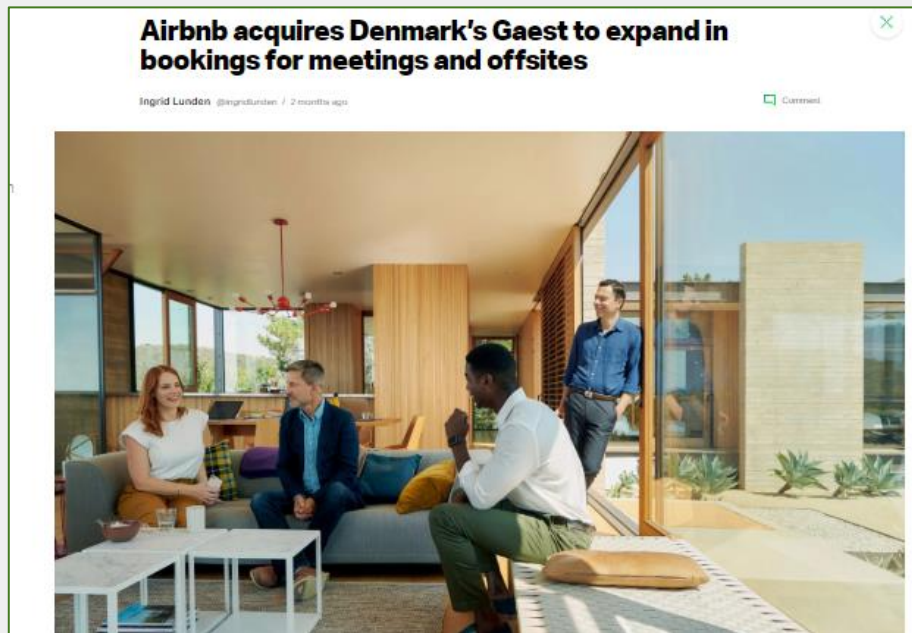 Airbnb acquires Denmark's Gaest to expand in
bookings for meetings and offsites
Ingrid Lunden @ingridlunden / 2 months ago
Comment